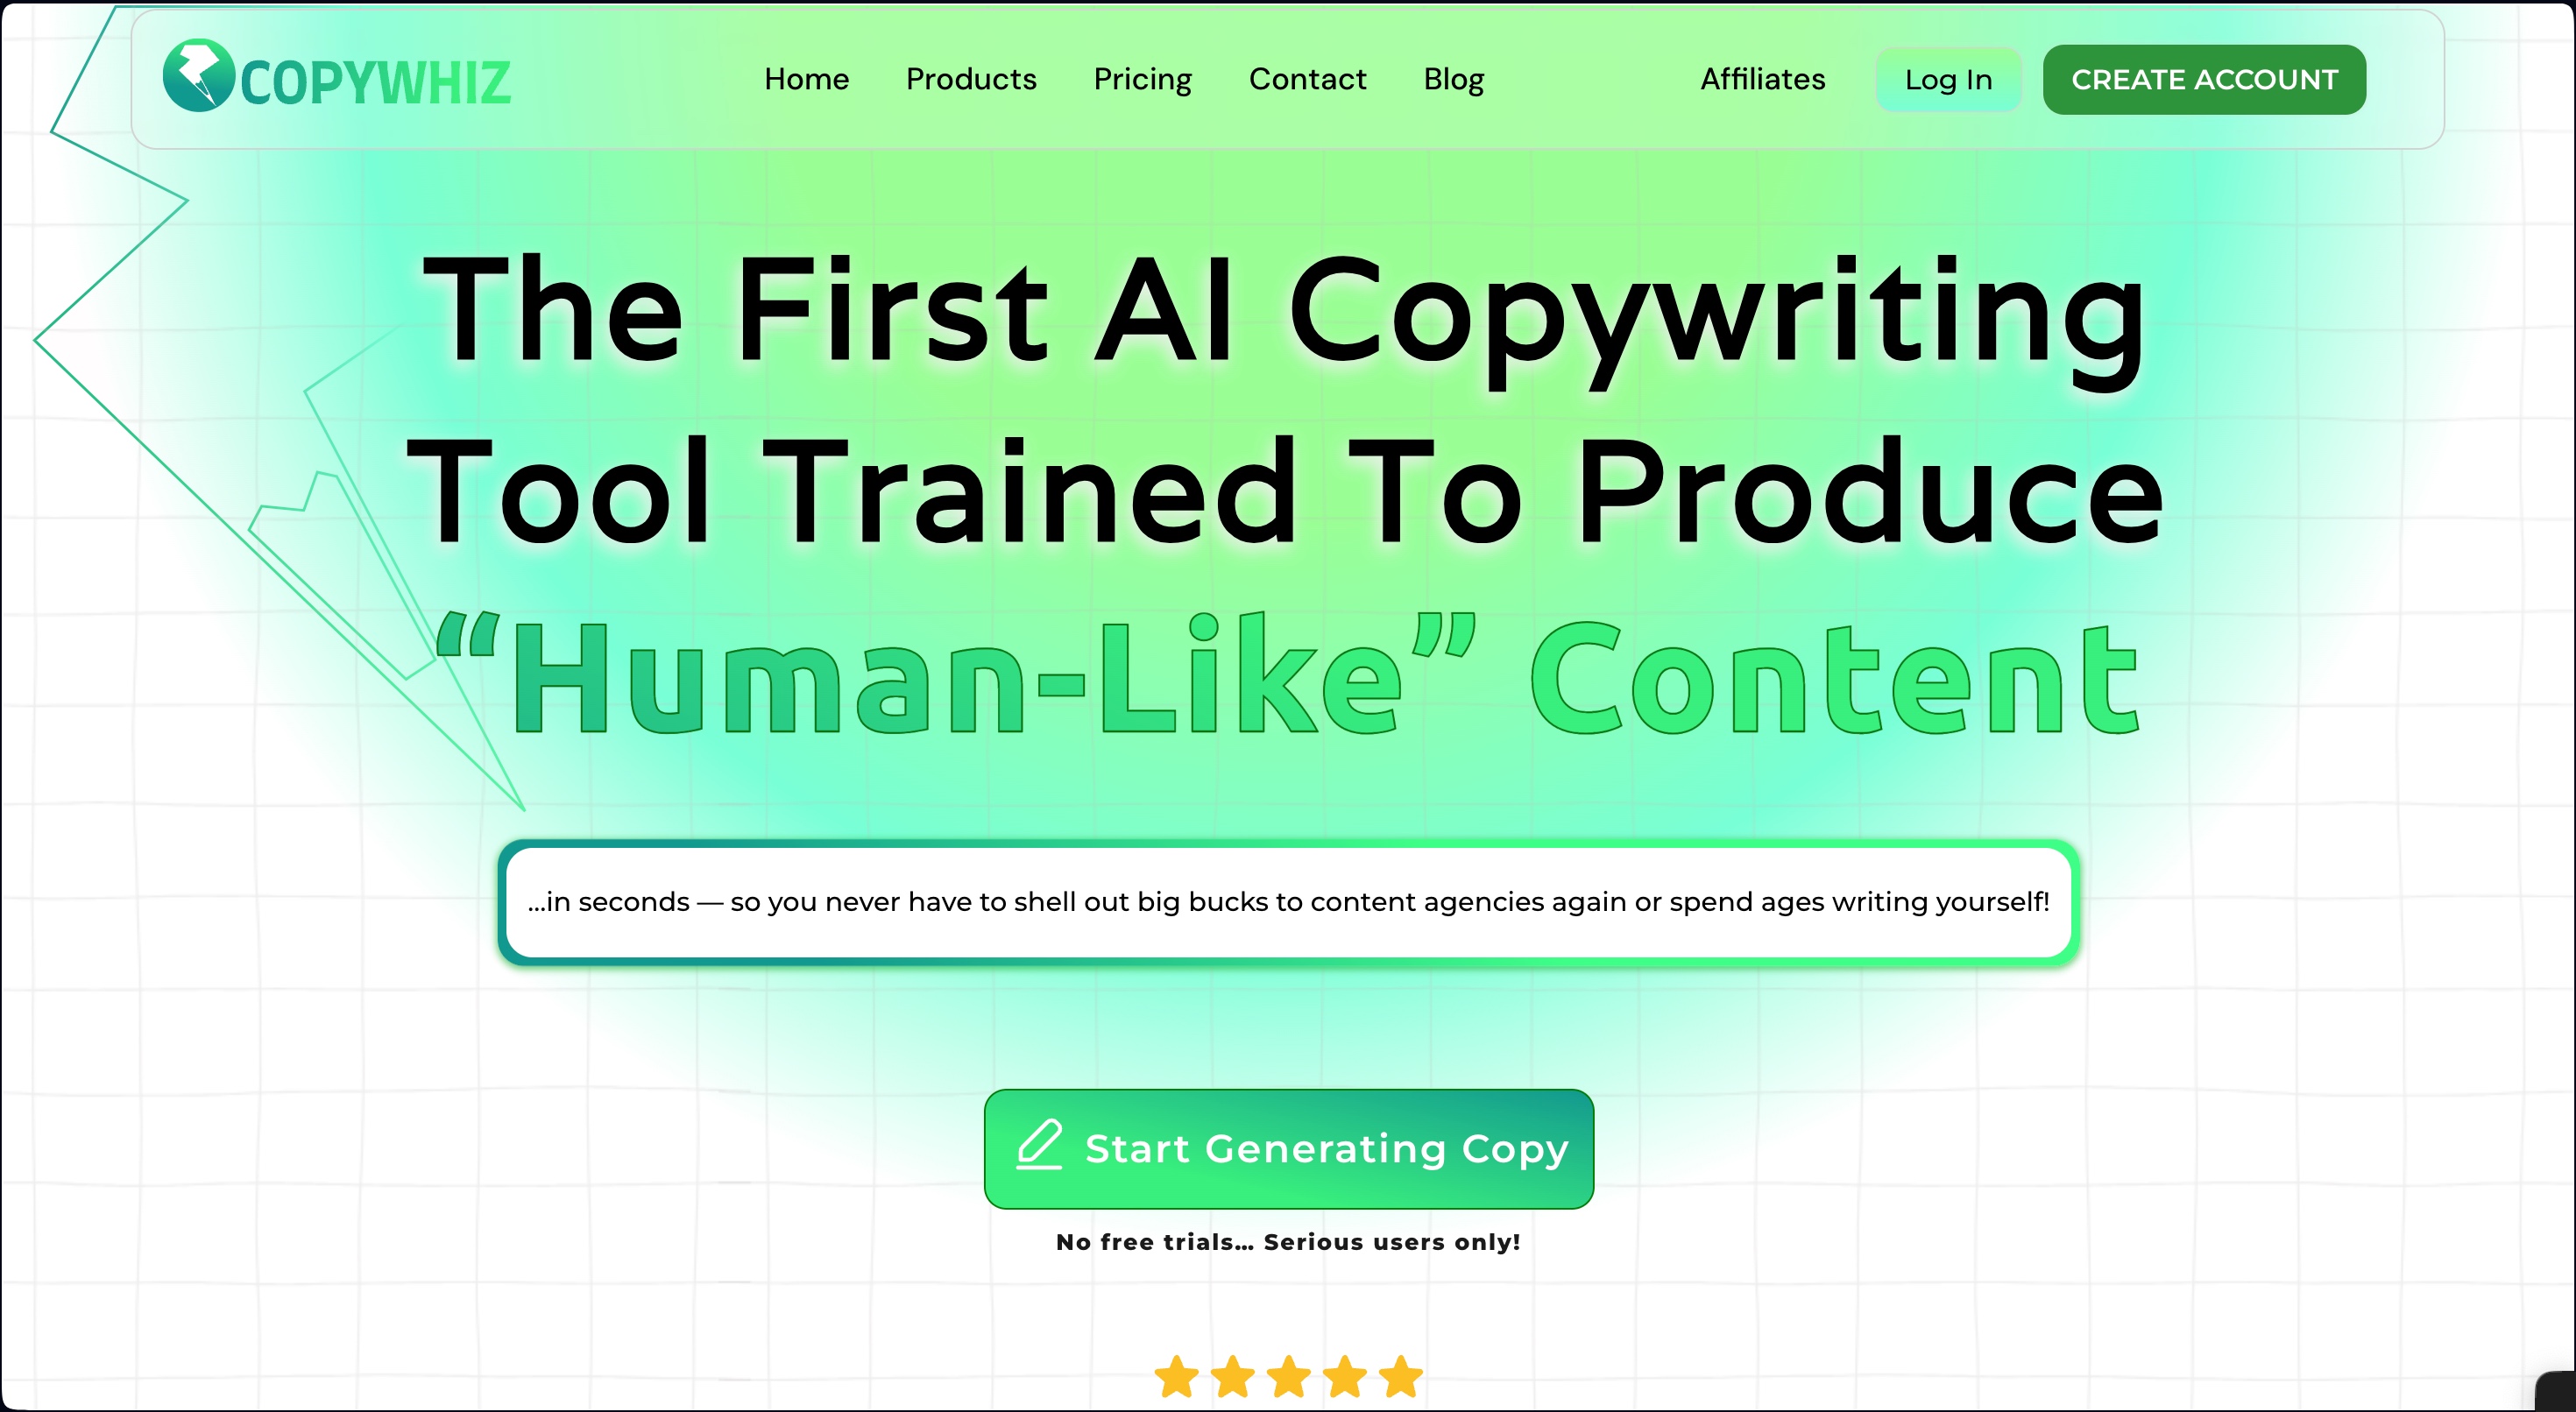 COPYWHIZ
Home Products Pricing Contact Blog Affiliates Log In CREATE ACCOUNT
The First AI Copywriting
Tool Trained To Produce
“Human-Like” Content
...in seconds — so you never have to shell out big bucks to content agencies again or spend ages writing yourself!
Start Generating Copy
No free trials... Serious users only!